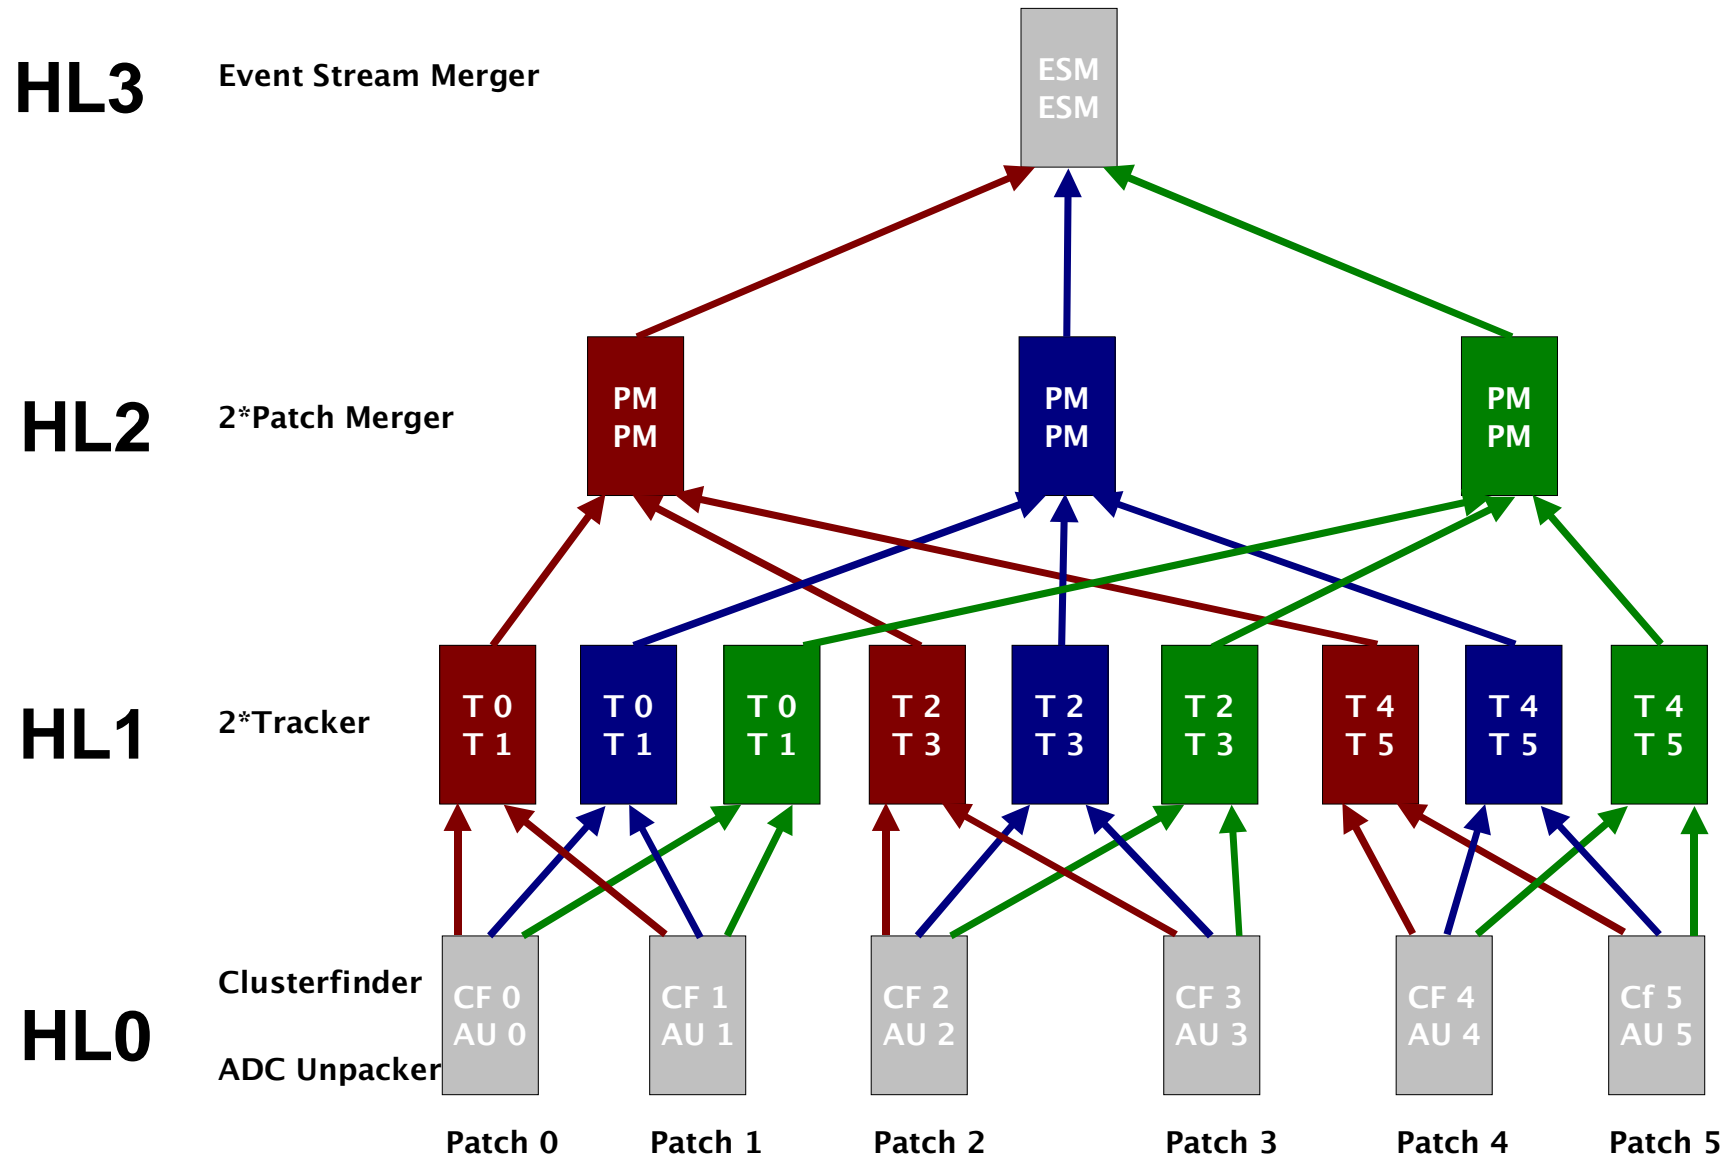 HL3
Event Stream Merger
ESM
ESM
HL2
2*Patch Merger
PM
PM
PM
PM
PM
PM
HL1
2*Tracker
T 0
T 1
T 0
T 1
T 0
T 1
T 2
T 3
T 2
T 3
T 2
T 3
T 4
T 5
T 4
T 5
T 4
T 5
HL0
Clusterfinder
ADC Unpacker
CF 0
AU 0
CF 1
AU 1
CF 2
AU 2
CF 3
AU 3
CF 4
AU 4
Cf 5
AU 5
Patch 0
Patch 1
Patch 2
Patch 3
Patch 4
Patch 5